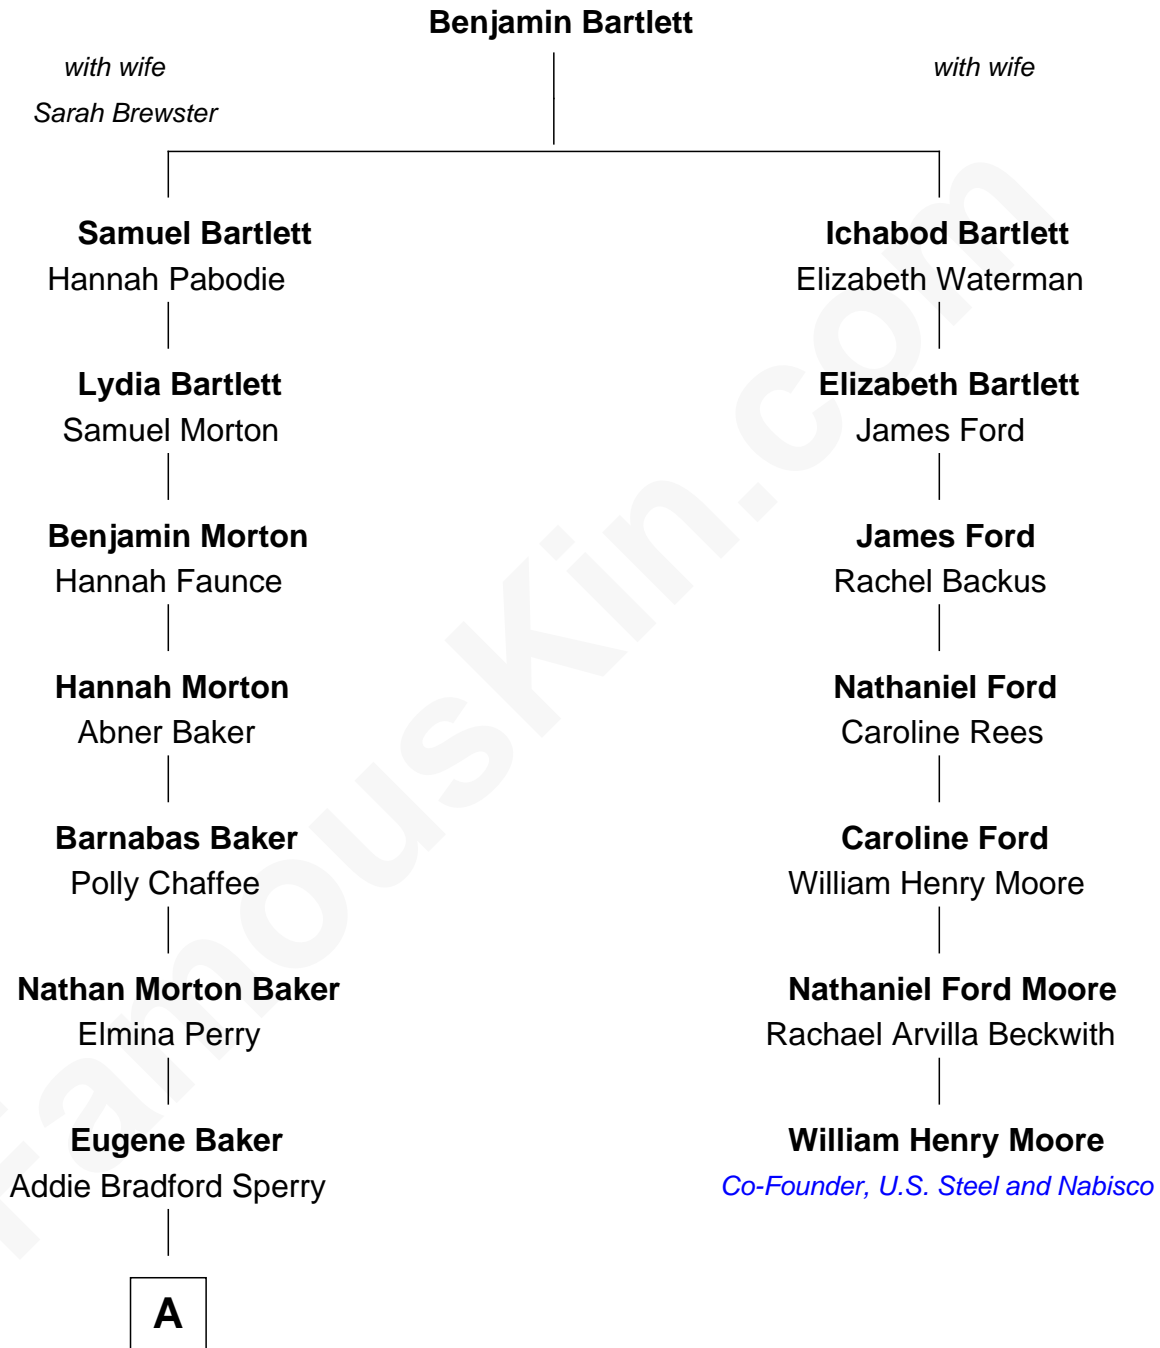 Benjamin Bartlett
with wife
Sarah Brewster
with wife
Samuel Bartlett
Hannah Pabodie
Ichabod Bartlett
Elizabeth Waterman
Lydia Bartlett
Samuel Morton
Elizabeth Bartlett
James Ford
Benjamin Morton
Hannah Faunce
James Ford
Rachel Backus
Hannah Morton
Abner Baker
Nathaniel Ford
Caroline Rees
Barnabas Baker
Polly Chaffee
Caroline Ford
William Henry Moore
Nathan Morton Baker
Elmina Perry
Nathaniel Ford Moore
Rachael Arvilla Beckwith
Eugene Baker
Addie Bradford Sperry
William Henry Moore
Co-Founder, U.S. Steel and Nabisco
A
FamousKin.com